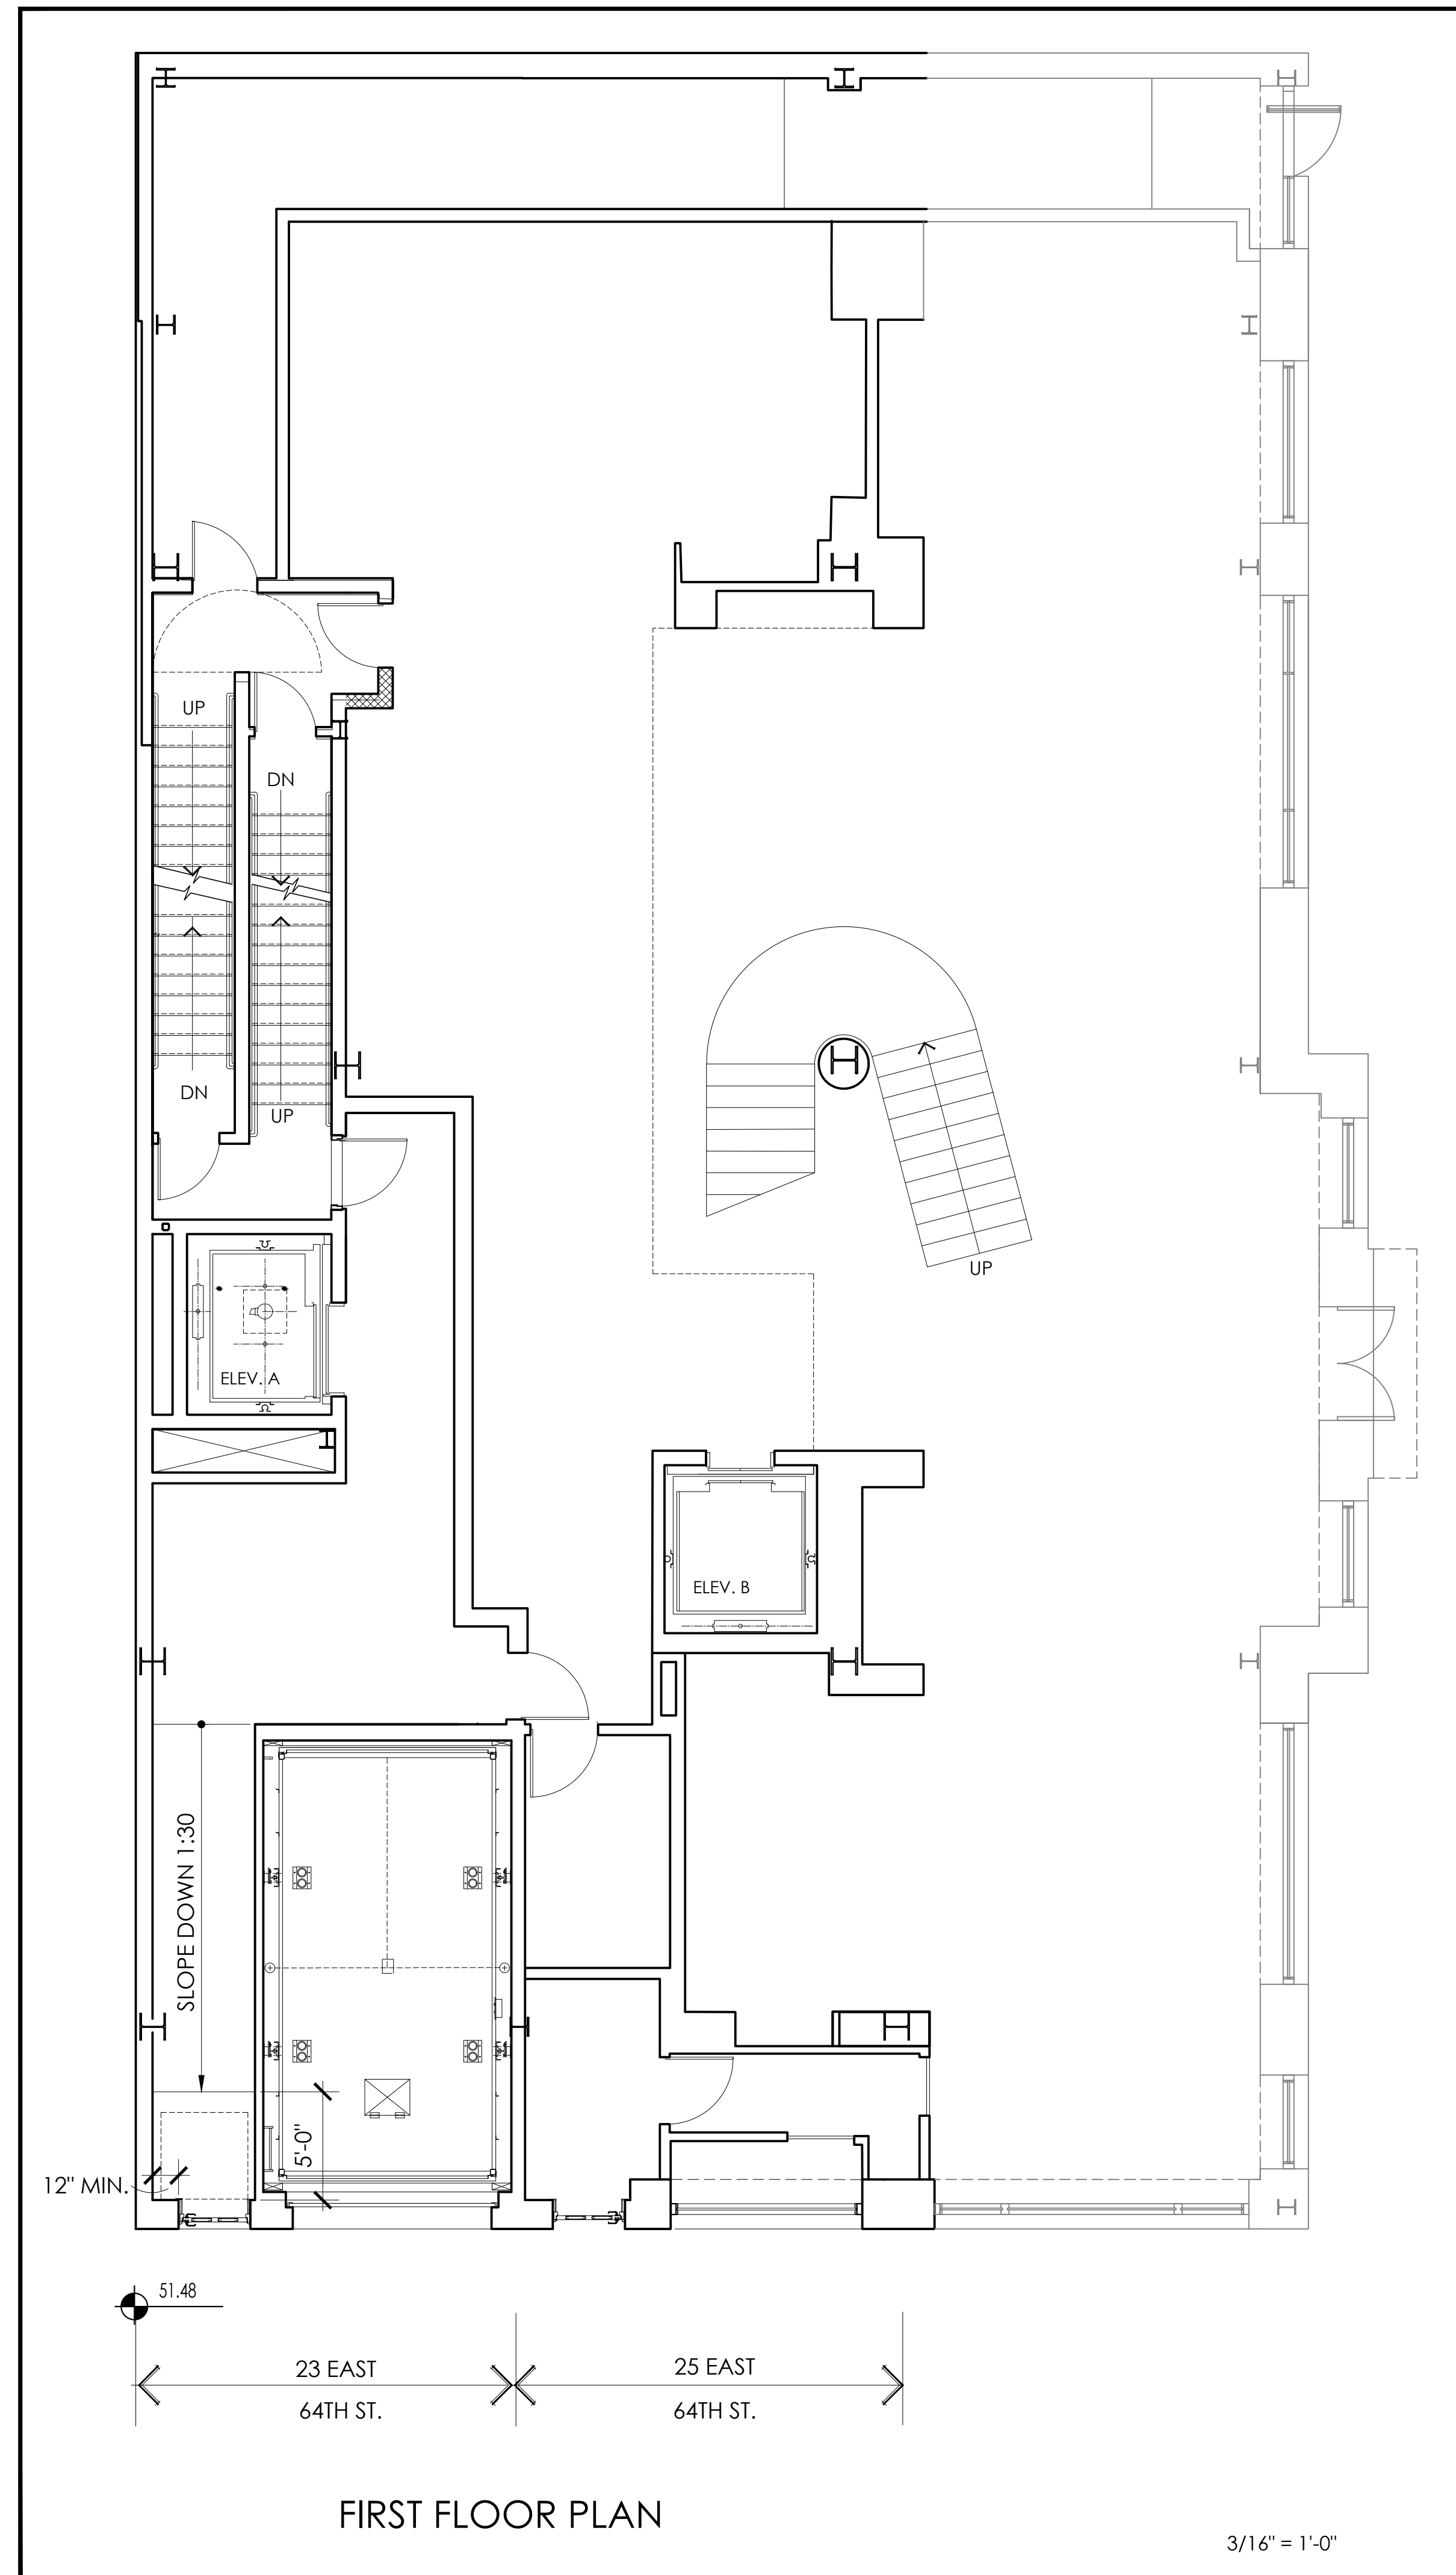 UP
DN
DN
UP
UP
ELEV. A
ELEV. B
SLOPE DOWN 1:30
5'-0"
12" MIN.
51.48
23 EAST
64TH ST.
25 EAST
64TH ST.
FIRST FLOOR PLAN
3/16" = 1'-0"